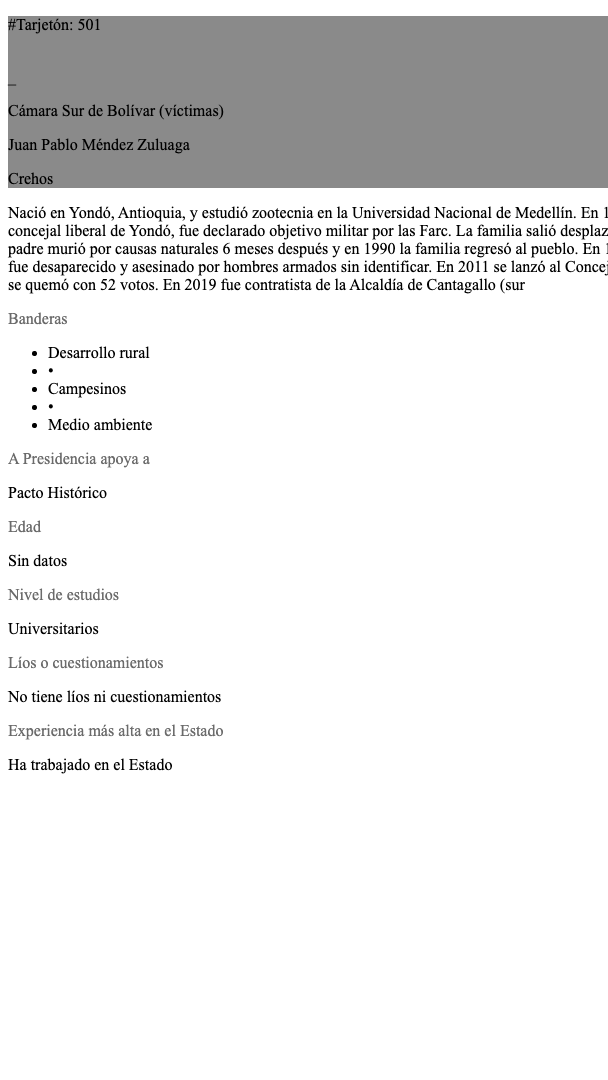 #Tarjetón: 501
_
Cámara Sur de Bolívar (víctimas)
Juan Pablo Méndez Zuluaga
Crehos
Nació en Yondó, Antioquia, y estudió zootecnia en la Universidad Nacional de Medellín. En
concejal liberal de Yondó, fue declarado objetivo militar por las Farc. La familia salió
padre murió por causas naturales 6 meses después y en 1990 la familia regresó al pueblo. En
fue desaparecido y asesinado por hombres armados sin identificar. En 2011 se lanzó al
se quemó con 52 votos. En 2019 fue contratista de la Alcaldía de Cantagallo (sur
Banderas
• Desarrollo rural
• •
• Campesinos
• •
• Medio ambiente
A Presidencia apoya a
Pacto Histórico
Edad
Sin datos
Nivel de estudios
Universitarios
Líos o cuestionamientos
No tiene líos ni cuestionamientos
Experiencia más alta en el Estado
Ha trabajado en el Estado